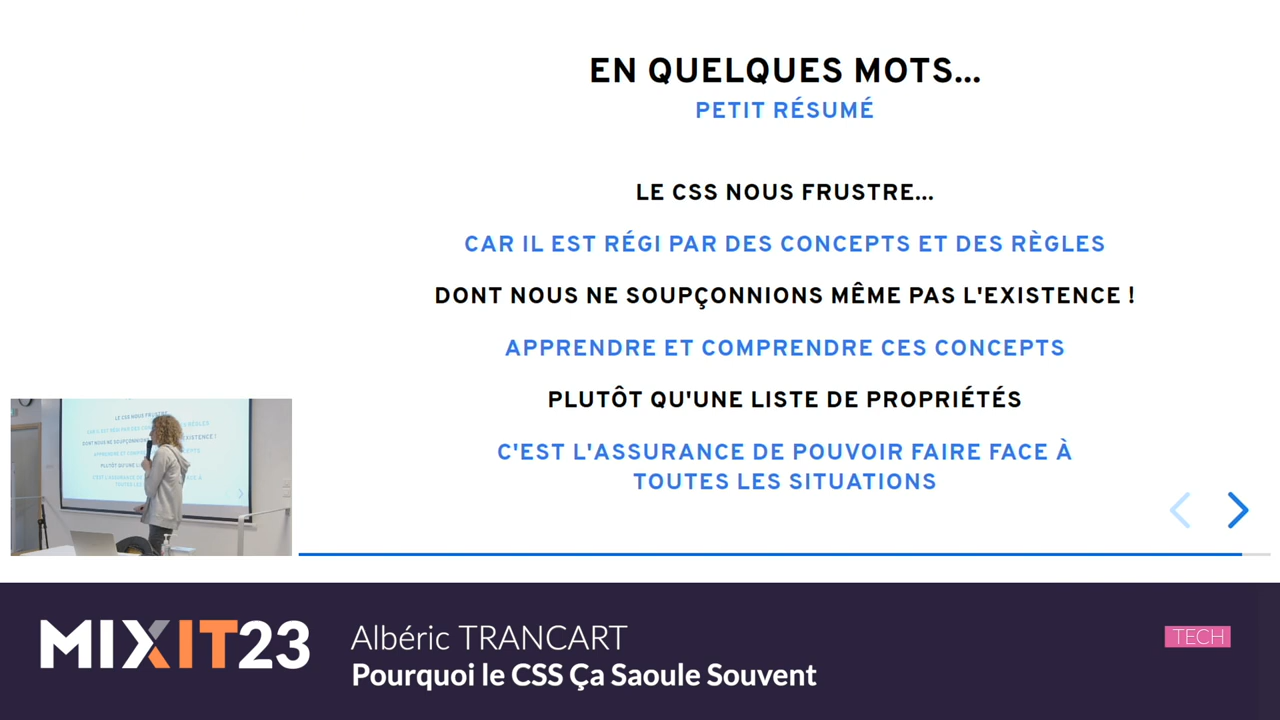 EN QUELQUES MOTS...
PETIT RÉSUMÉ
LE CSS NOUS FRUSTRE...
CAR IL EST RÉGI PAR DES CONCEPTS ET DES RÈGLES
DONT NOUS NE SOUPÇONNIONS MÊME PAS L'EXISTENCE !
APPRENDRE ET COMPRENDRE CES CONCEPTS
PLUTÔT QU'UNE LISTE DE PROPRIÉTÉS
C'EST L'ASSURANCE DE POUVOIR FAIRE FACE À
TOUTES LES SITUATIONS
MIXIT23
Albéric TRANCART
Pourquoi le CSS Ça Saoule Souvent
TECH